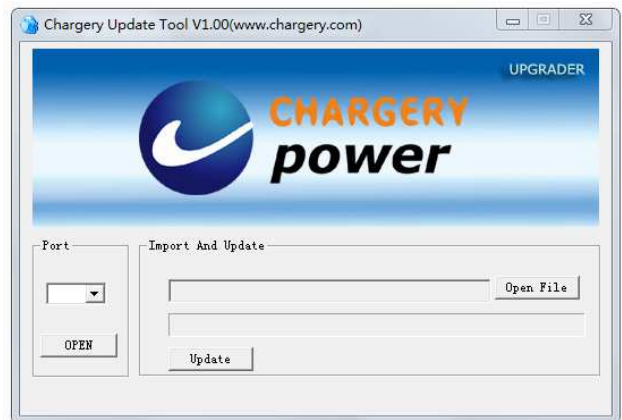 Chargery Update Tool V1.00(www.chargery.com)
UPGRADER
CHARGERY
power
Port
Import And Update
Open File
OPEN
Update